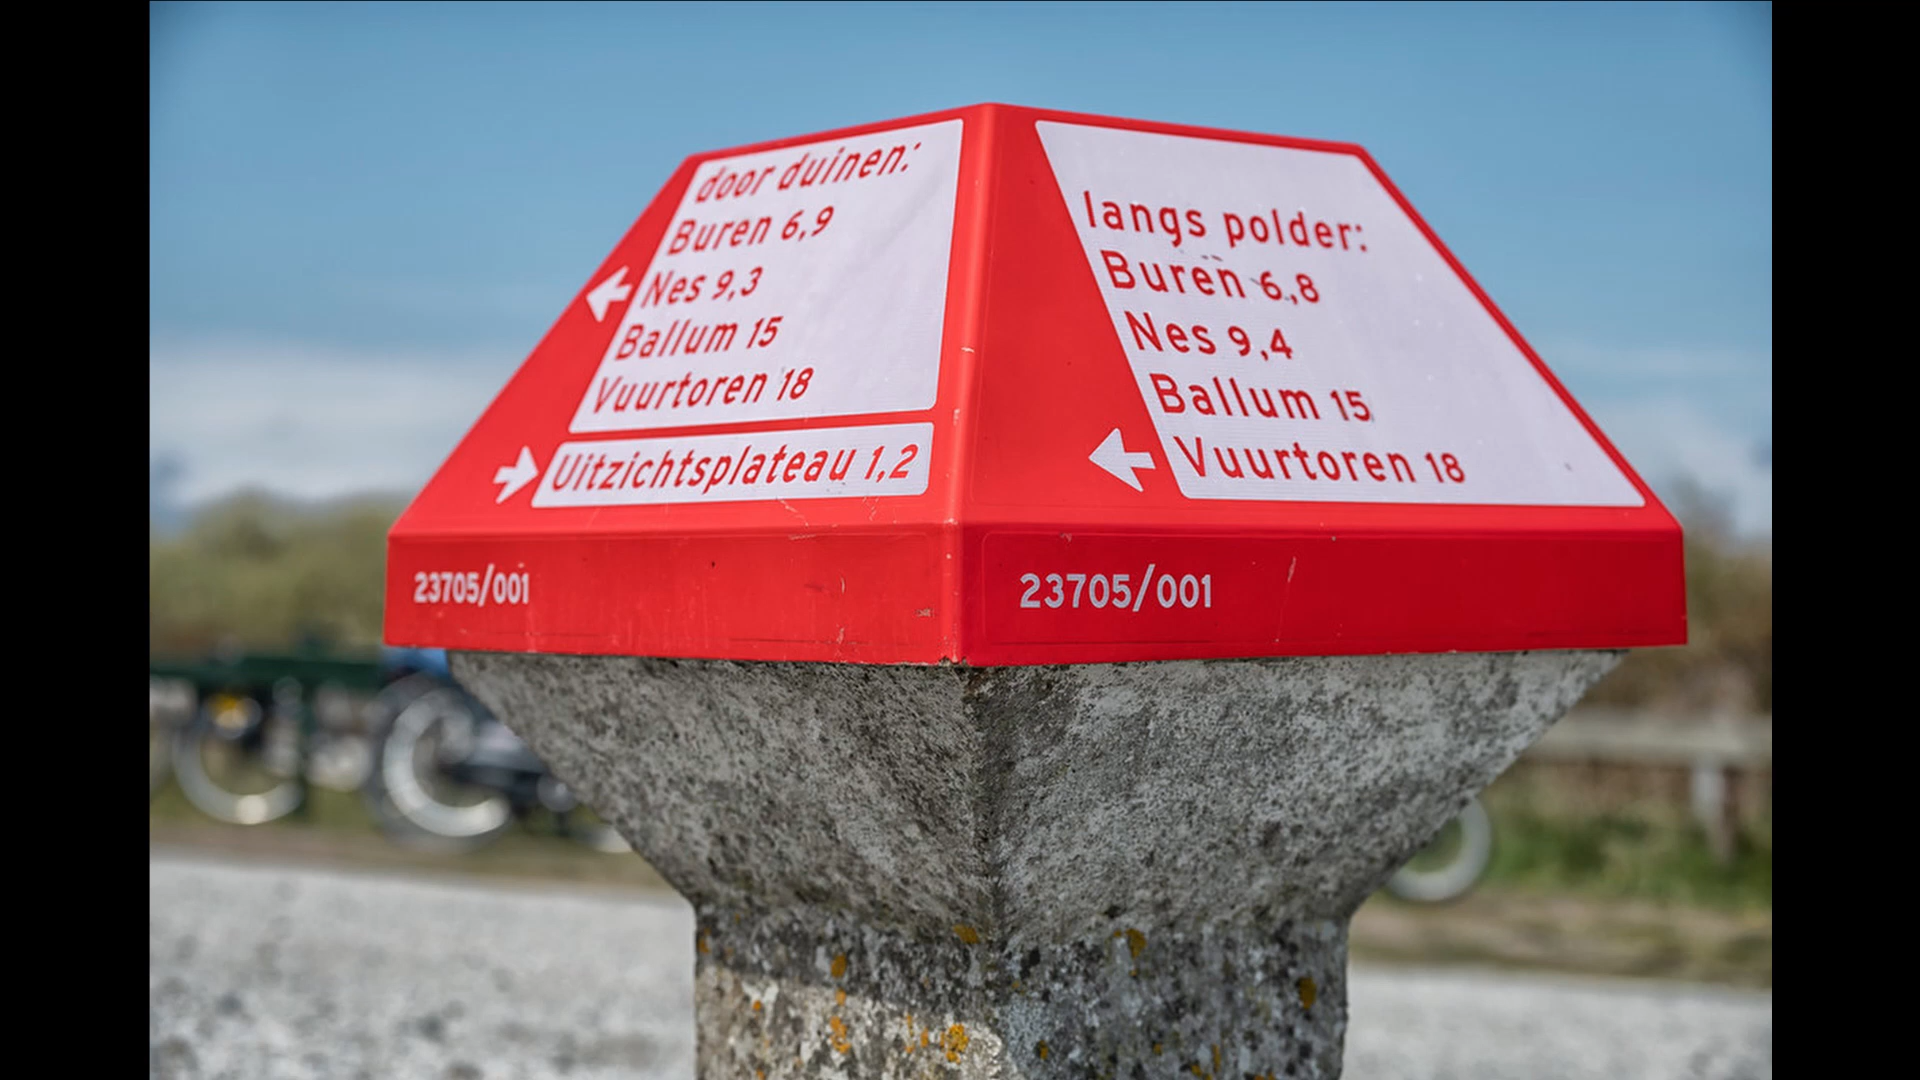 door duinen:
Buren 6,9
Nes 9,3
Ballum 15
Vuurtoren 18
Uitzichtsplateau 1,2
23705/001
langs polder:
Buren 6,8
Nes 9,4
Ballum 15
Vuurtoren 18
23705/001